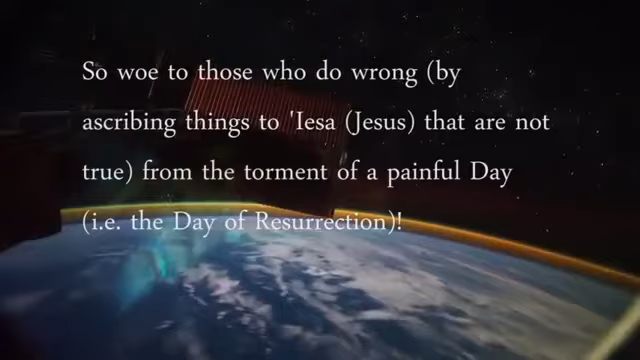 So woe to those who do wrong (by
ascribing things to 'Iesa (Jesus) that are not
true) from the torment of a painful Day
(i.e. the Day of Resurrection)!